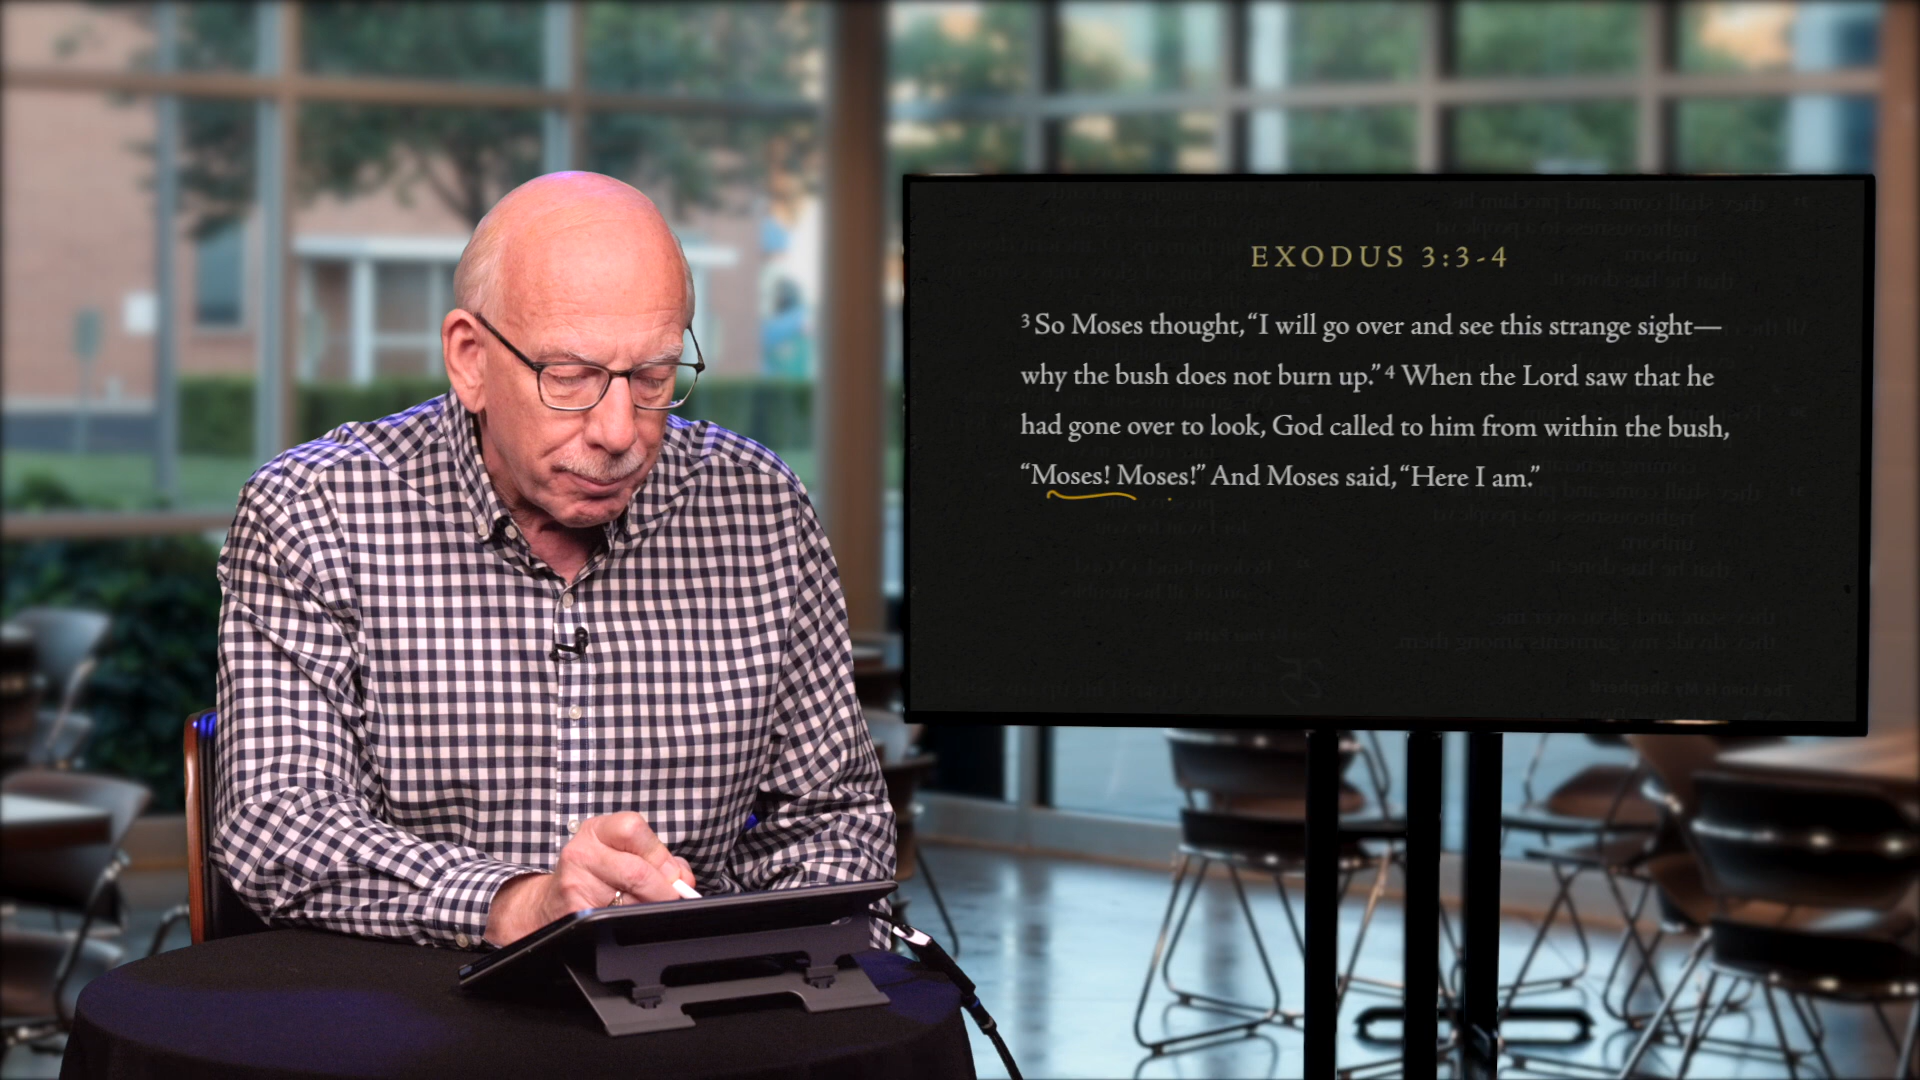 EXODUS 3:3-4
³ So Moses thought, “I will go over and see this strange sight—
why the bush does not burn up.” ⁴ When the Lord saw that he
had gone over to look, God called to him from within the bush,
“Moses! Moses!” And Moses said, “Here I am.”